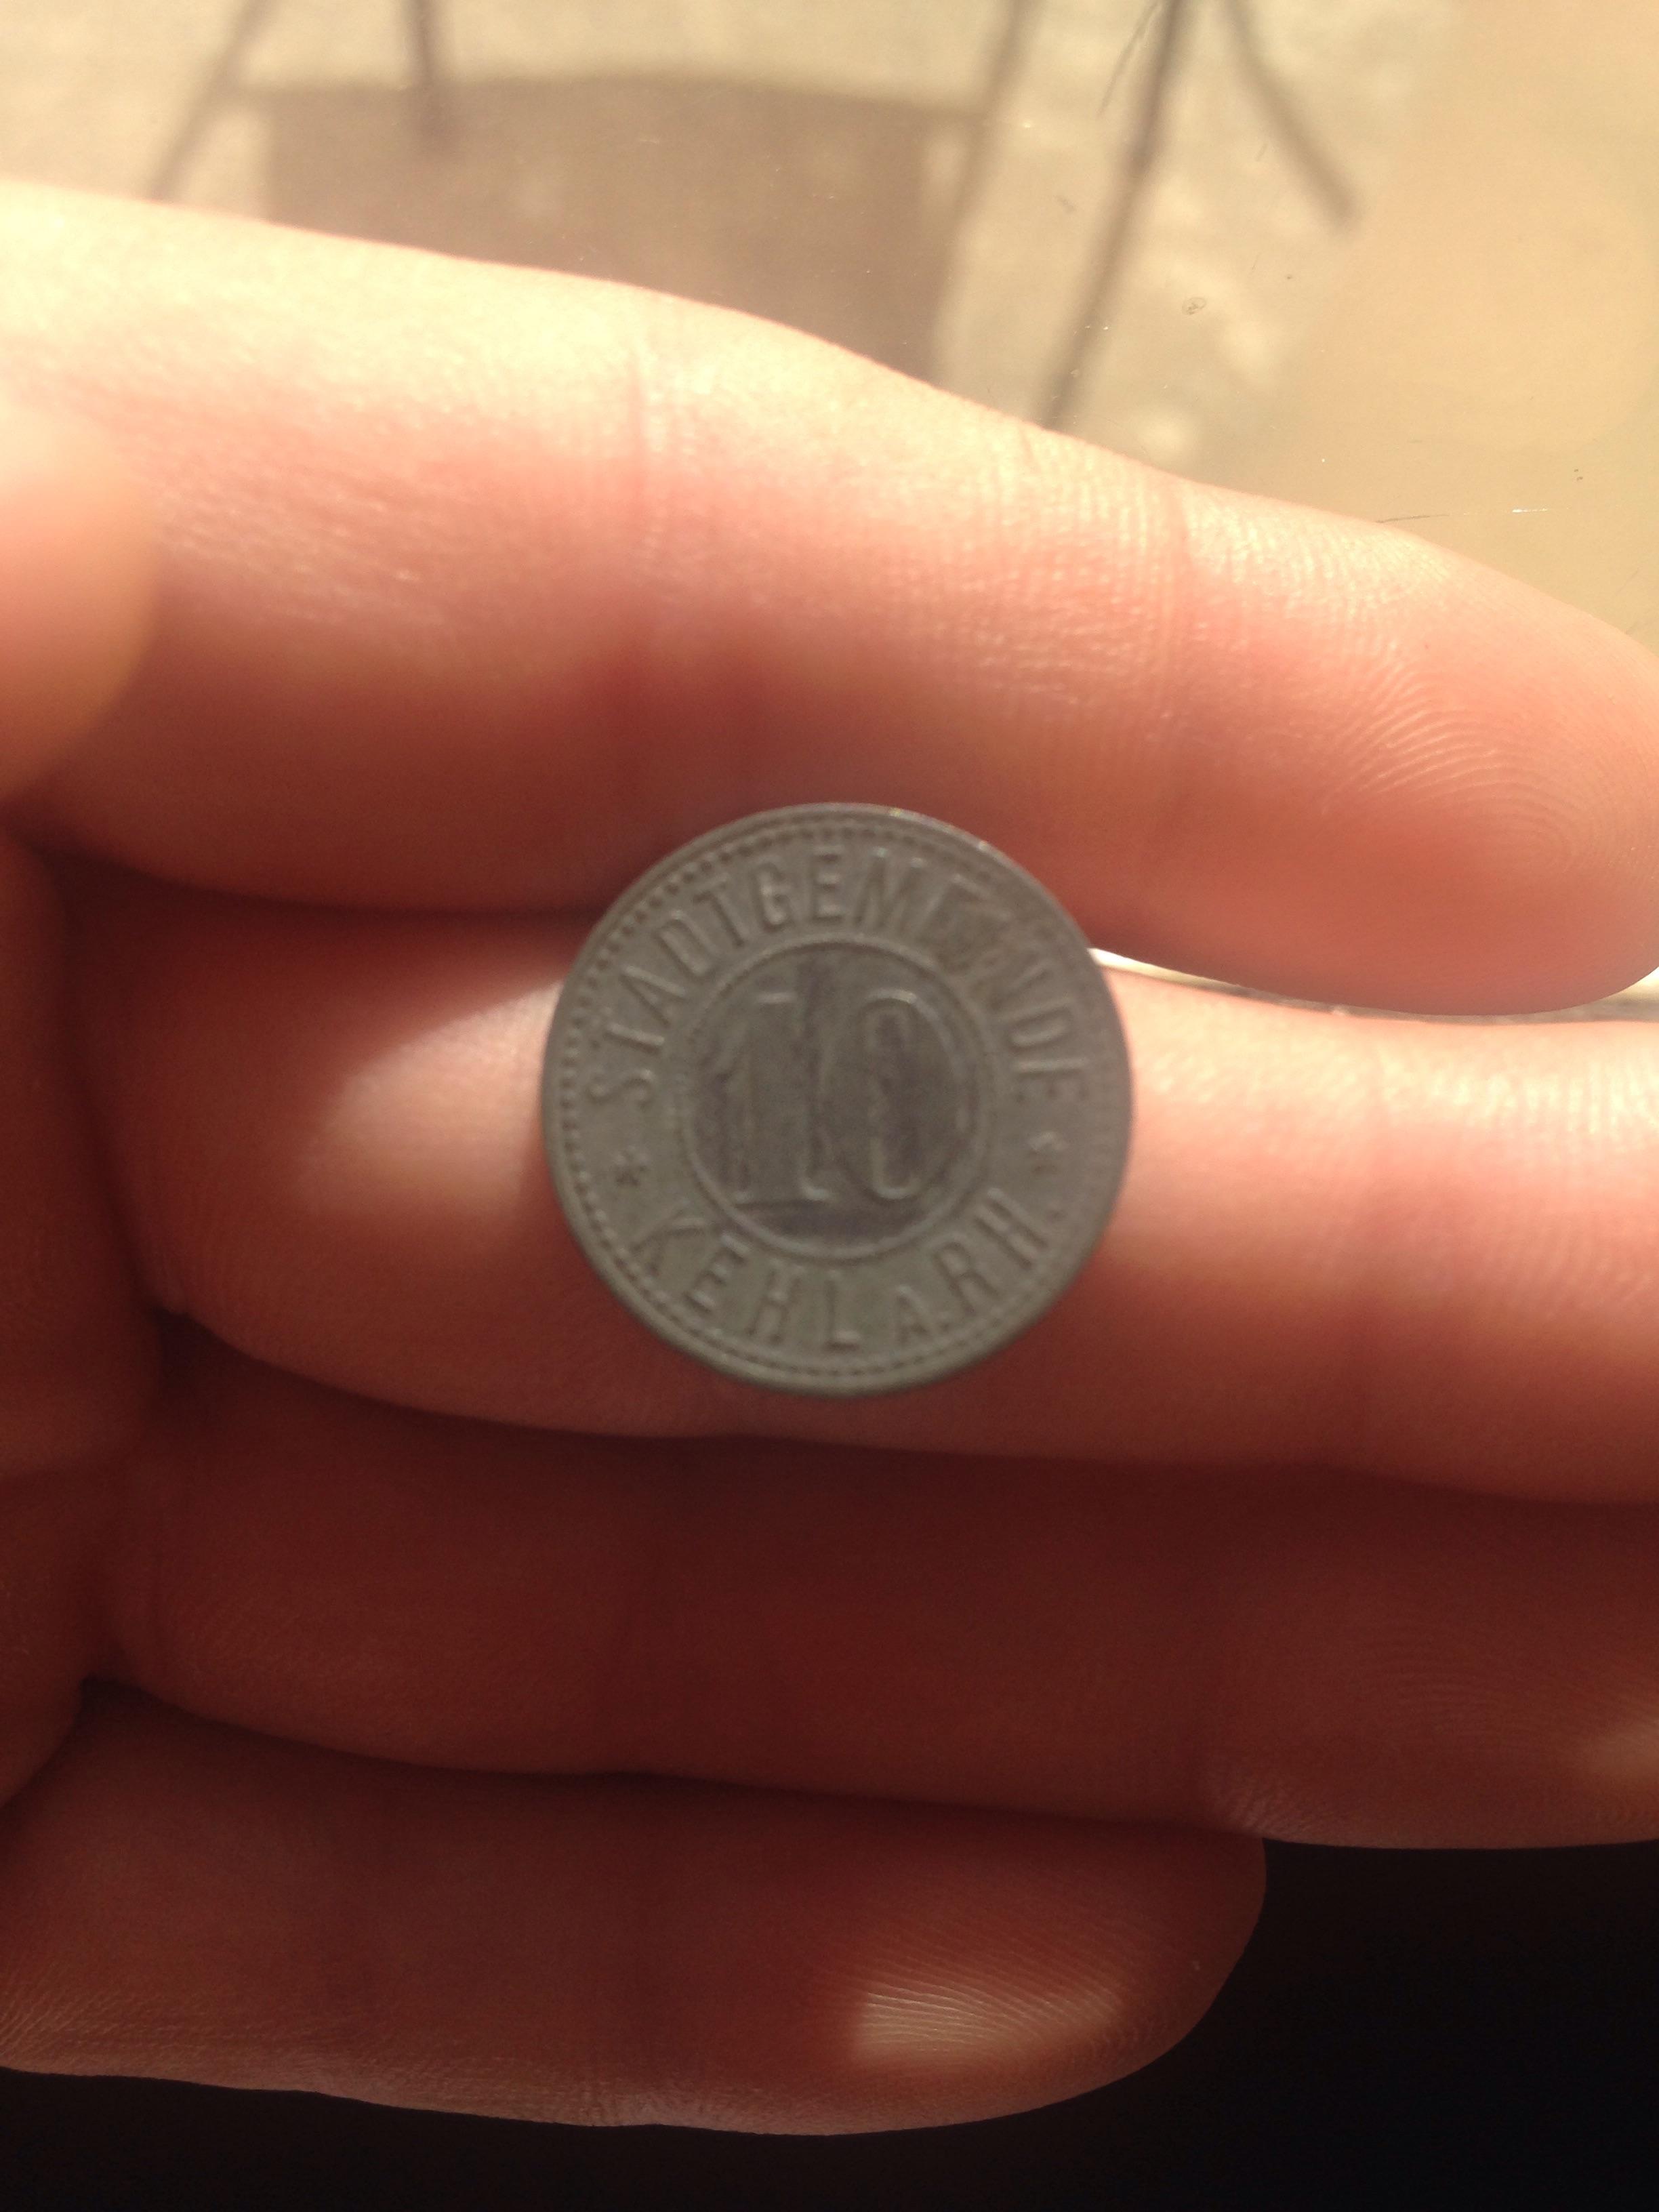 STADTGEMEINDE
10
* KEHL A.RH. *